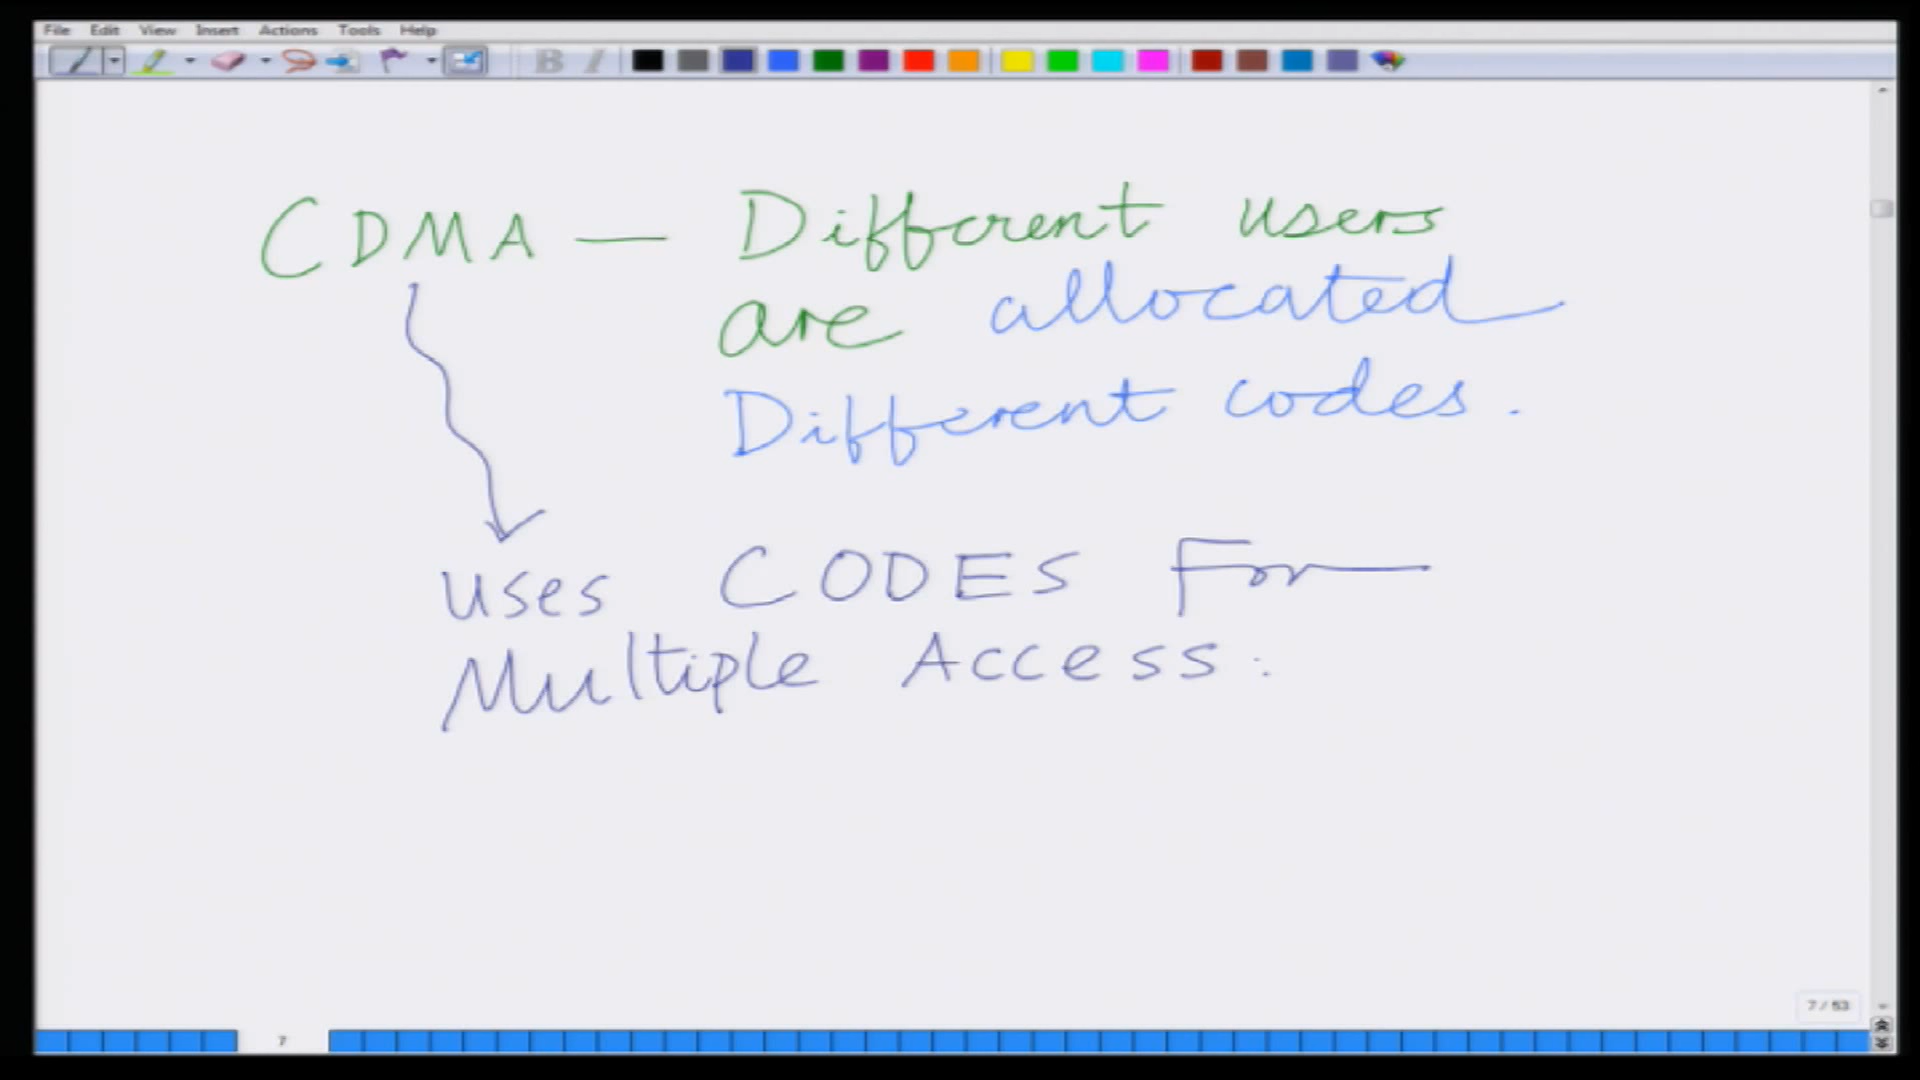 File Edit View Insert Actions Tools Help
B I
CDMA — Different users
are allocated
Different codes.
Uses CODES For
Multiple Access.
7 / 53
7